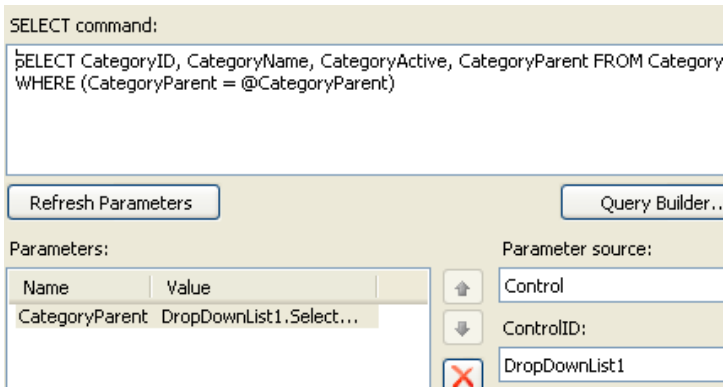 SELECT command:
SELECT CategoryID, CategoryName, CategoryActive, CategoryParent FROM Category
WHERE (CategoryParent = @CategoryParent)
Refresh Parameters
Query Builder..
Parameters:
Parameter source:
Name Value
Control
CategoryParent DropDownList1.Select...
ControlID:
DropDownList1